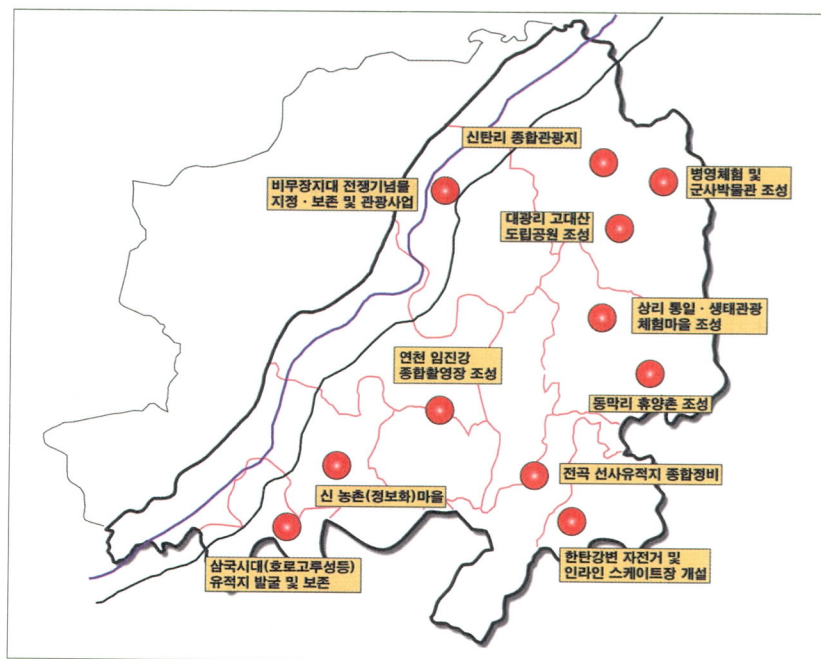 신탄리 종합관광지
비무장지대 전쟁기념물
지정 · 보존 및 관광사업
병영체험 및
군사박물관 조성
대광리 고대산
도립공원 조성
상리 통일 · 생태관광
체험마을 조성
연천 임진강
종합촬영장 조성
동막리 휴양촌 조성
전곡 선사유적지 종합정비
신 농촌(정보화)마을
한탄강변 자전거 및
인라인 스케이트장 개설
삼국시대(호로고루성등)
유적지 발굴 및 보존